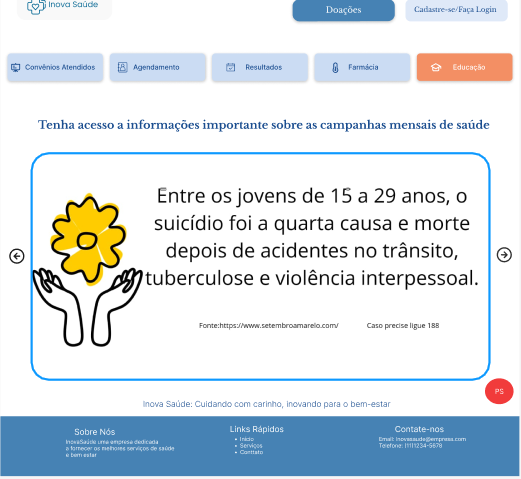 Inova Saúde
Doações
Cadastre-se/Faça Login
Convênios Atendidos
Agendamento
Resultados
Farmácia
Educação
Tenha acesso a informações importante sobre as campanhas mensais de saúde
Entre os jovens de 15 a 29 anos, o
suicídio foi a quarta causa e morte
depois de acidentes no trânsito,
tuberculose e violência interpessoal.
Fonte:https://www.setembroamarelo.com/
Caso precise ligue 188
PS
Inova Saúde: Cuidando com carinho, inovando para o bem-estar
Sobre Nós
InovaSaúde uma empresa dedicada
a fornecer os melhores serviços de saúde
e bem estar
Links Rápidos
• Início
• Serviços
• Contato
Contate-nos
Email: inovasaude@empresa.com
Telefone: (11)1234-5678